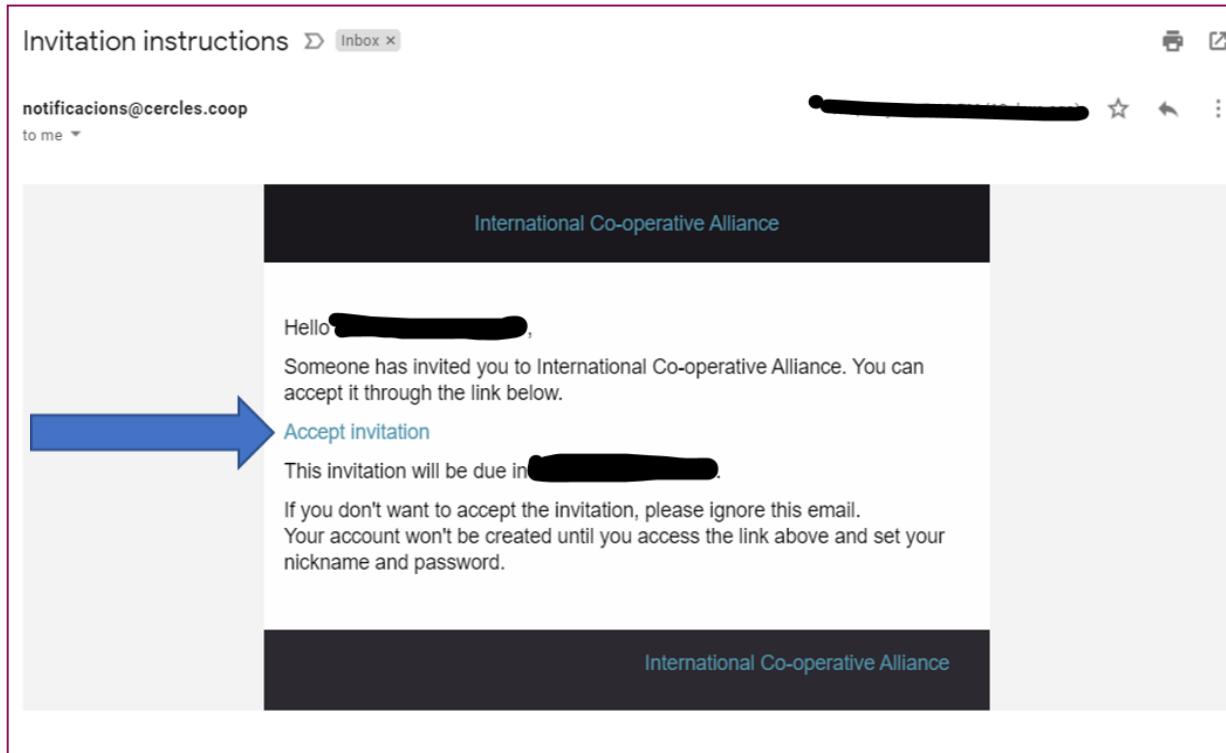 Invitation instructions Inbox ×
notificacions@cercles.coop
to me
International Co-operative Alliance
Hello ,
Someone has invited you to International Co-operative Alliance. You can
accept it through the link below.
Accept invitation
This invitation will be due in .
If you don't want to accept the invitation, please ignore this email.
Your account won't be created until you access the link above and set your
nickname and password.
International Co-operative Alliance